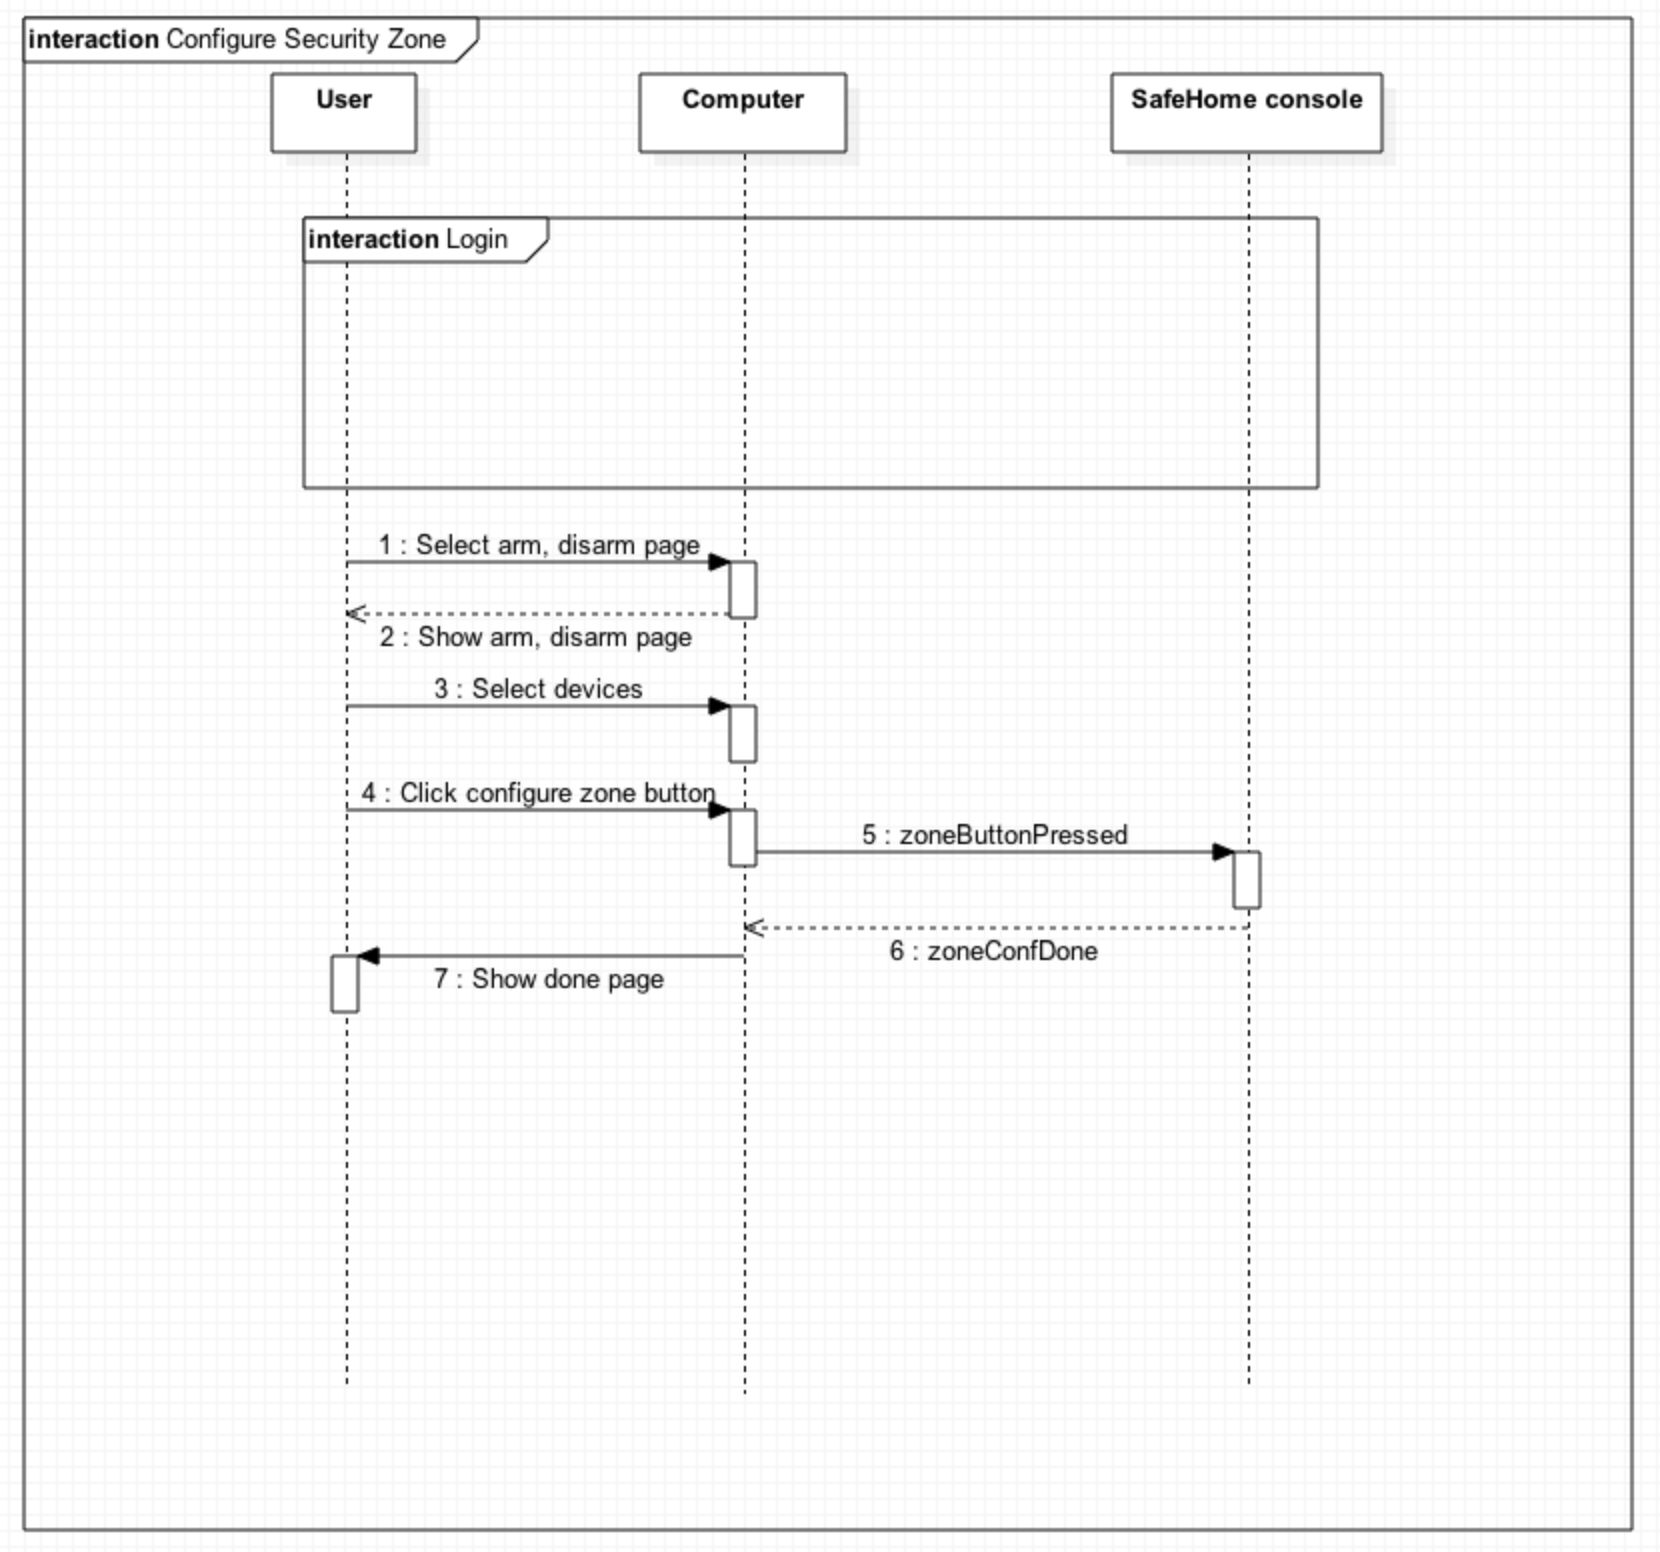 interaction Configure Security Zone
User
Computer
SafeHome console
interaction Login
1 : Select arm, disarm page
2 : Show arm, disarm page
3 : Select devices
4 : Click configure zone button
5 : zoneButtonPressed
6 : zoneConfDone
7 : Show done page